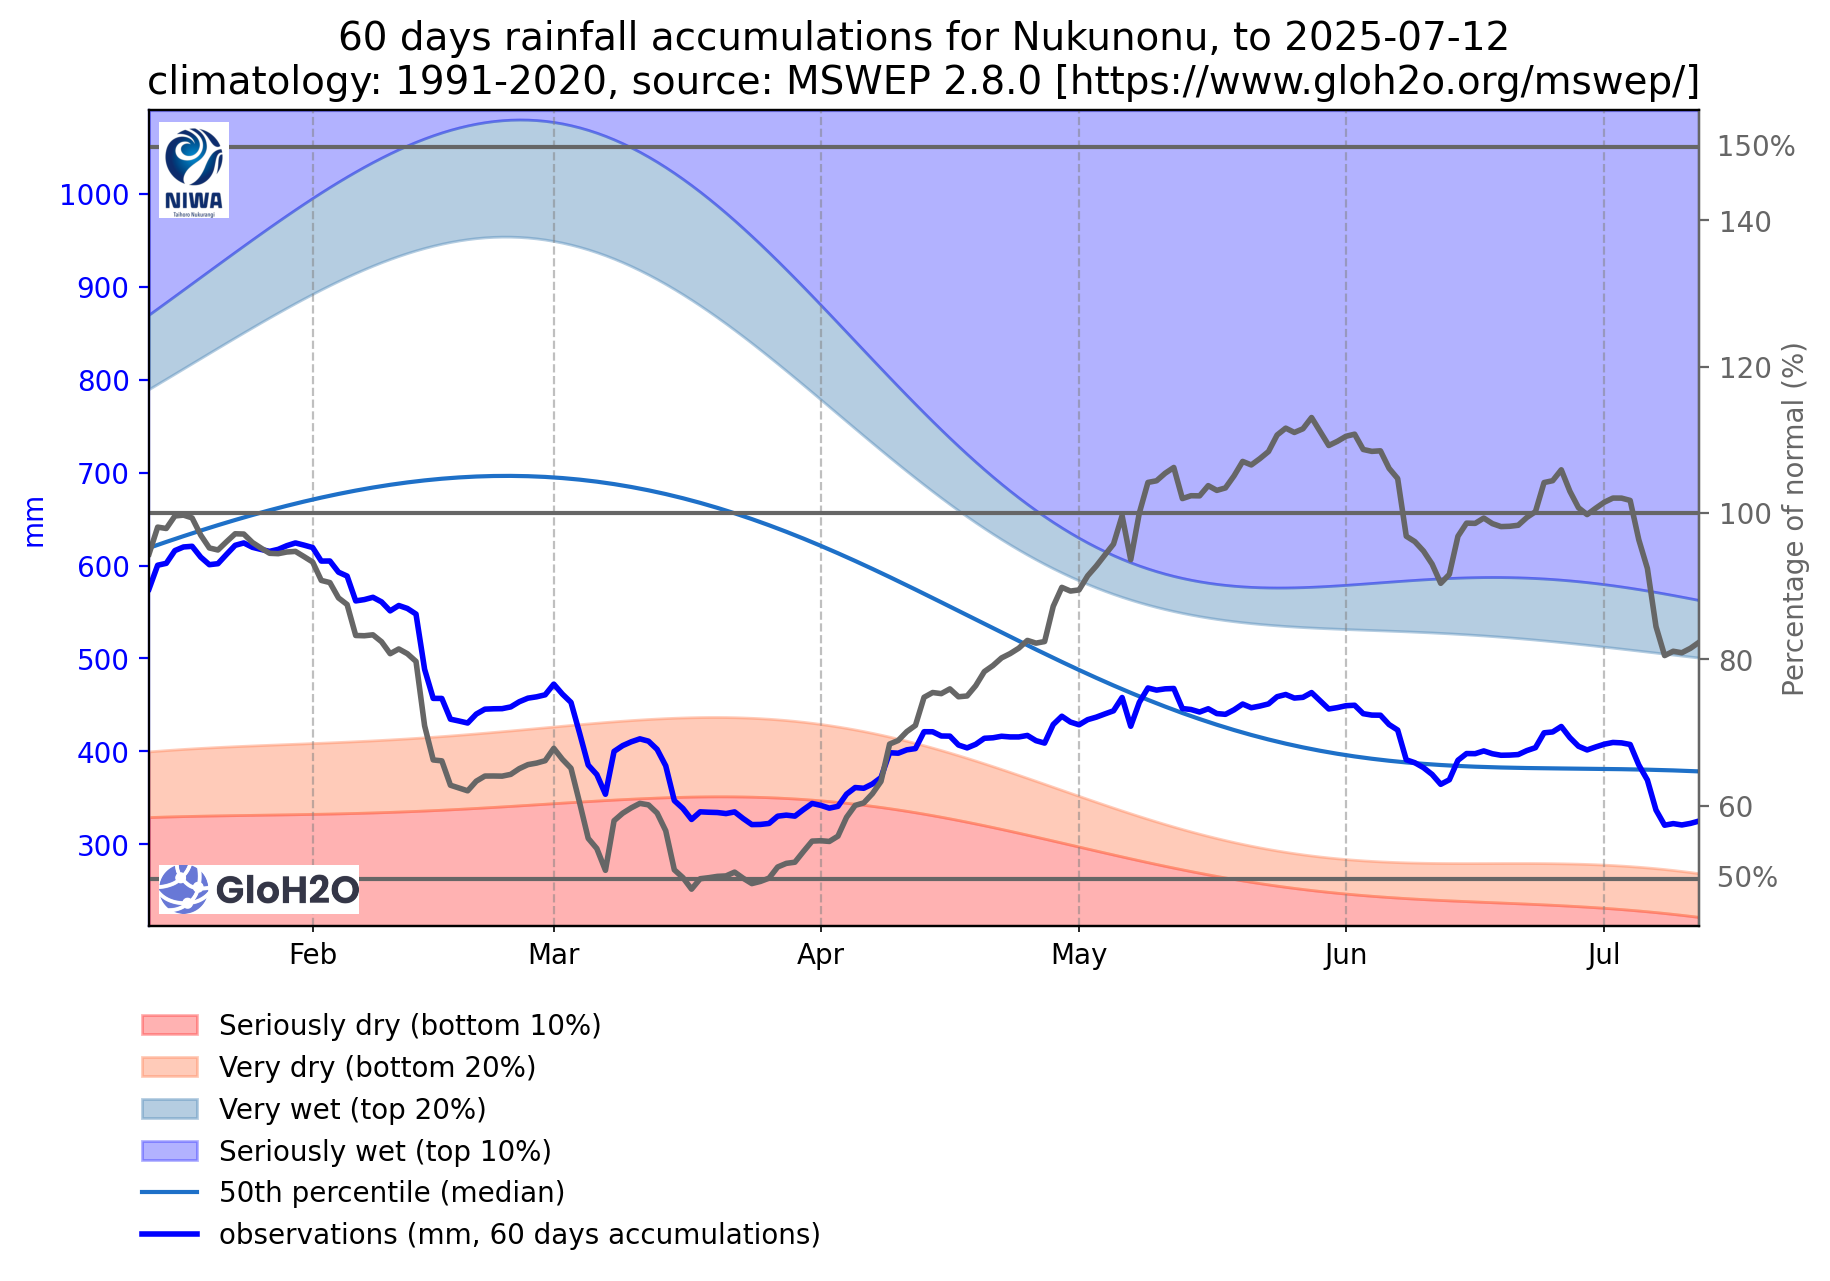 60 days rainfall accumulations for Nukunonu, to 2025-07-12
climatology: 1991-2020, source: MSWEP 2.8.0 [https://www.gloh2o.org/mswep/]
NIWA
Taihoro Nukurangi
150%
1000
140
900
800
120
700
mm
100
Percentage of normal (%)
600
500
80
400
60
300
50%
GloH2O
Feb Mar Apr May Jun Jul
Seriously dry (bottom 10%)
Very dry (bottom 20%)
Very wet (top 20%)
Seriously wet (top 10%)
50th percentile (median)
observations (mm, 60 days accumulations)